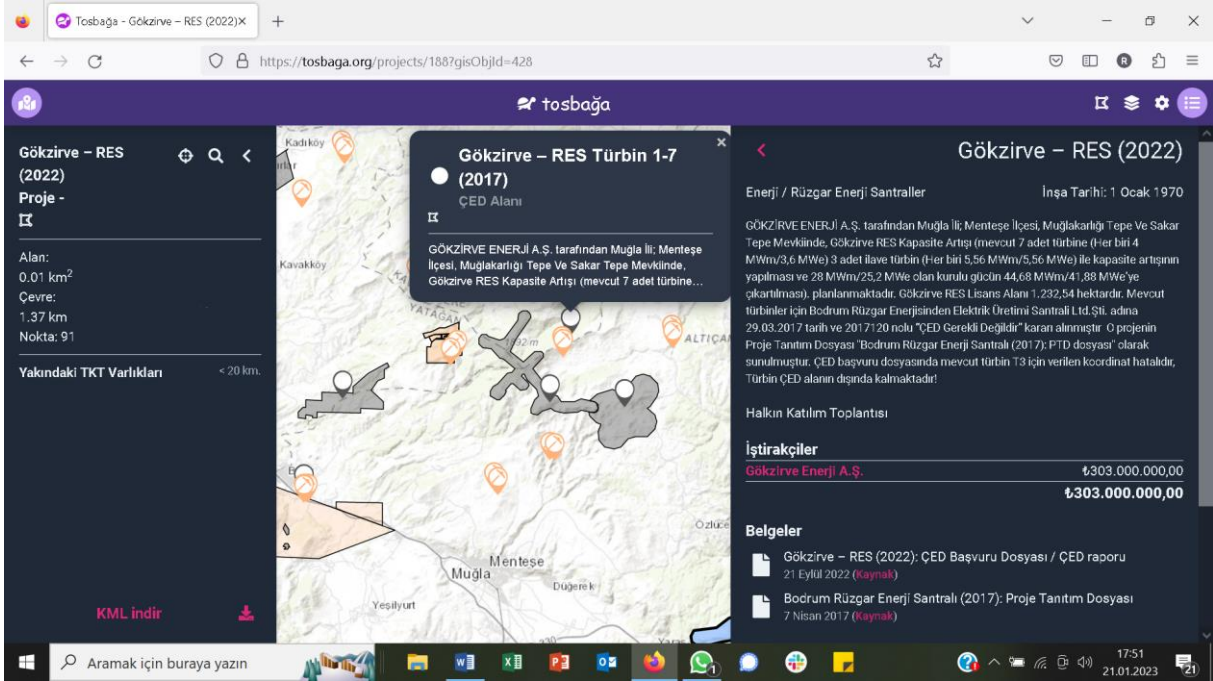 Tosbağa - Gökzirve – RES (2022)
https://tosbaga.org/projects/188?gisObjId=428
tosbağa
Gökzirve – RES
(2022)
Proje -
Alan:
0.01 km2
Çevre:
1.37 km
Nokta: 91
Yakındaki TKT Varlıkları < 20 km.
KML indir
Kadıköy
Kavakköy
YATAĞAN
ALTIÇA
Özlüce
Menteşe
Muğla
Düğerek
Yeşilyurt
Gökzirve – RES Türbin 1-7
(2017)
ÇED Alanı
GÖKZİRVE ENERJİ A.Ş. tarafından Muğla İli; Menteşe
İlçesi, Muğlakarlığı Tepe Ve Sakar Tepe Mevkiinde,
Gökzirve RES Kapasite Artışı (mevcut 7 adet türbine...
Gökzirve – RES (2022)
Enerji / Rüzgar Enerji Santraller İnşa Tarihi: 1 Ocak 1970
GÖKZİRVE ENERJİ A.Ş. tarafından Muğla İli; Menteşe İlçesi, Muğlakarlığı Tepe Ve Sakar
Tepe Mevkiinde, Gökzirve RES Kapasite Artışı (mevcut 7 adet türbine (Her biri 4
MWm/3,6 MWe) 3 adet ilave türbin (Her biri 5,56 MWm/5,56 MWe) ile kapasite artışının
yapılması ve 28 MWm/25,2 MWe olan kurulu gücün 44,68 MWm/41,88 MWe'ye
çıkartılması). planlanmaktadır. Gökzirve RES Lisans Alanı 1.232,54 hektardır. Mevcut
türbinler için Bodrum Rüzgar Enerjisinden Elektrik Üretimi Santrali Ltd.Şti. adına
29.03.2017 tarih ve 2017120 nolu "ÇED Gerekli Değildir" kararı alınmıştır O projenin
Proje Tanıtım Dosyası "Bodrum Rüzgar Enerji Santralı (2017): PTD dosyası" olarak
sunulmuştur. ÇED başvuru dosyasında mevcut türbin T3 için verilen koordinat hatalıdır,
Türbin ÇED alanın dışında kalmaktadır!
Halkın Katılım Toplantısı
İştirakçiler
Gökzirve Enerji A.Ş. ₺303.000.000,00
₺303.000.000,00
Belgeler
Gökzirve – RES (2022): ÇED Başvuru Dosyası / ÇED raporu
21 Eylül 2022 (Kaynak)
Bodrum Rüzgar Enerji Santralı (2017): Proje Tanıtım Dosyası
7 Nisan 2017 (Kaynak)
Aramak için buraya yazın
17:51
21.01.2023
21